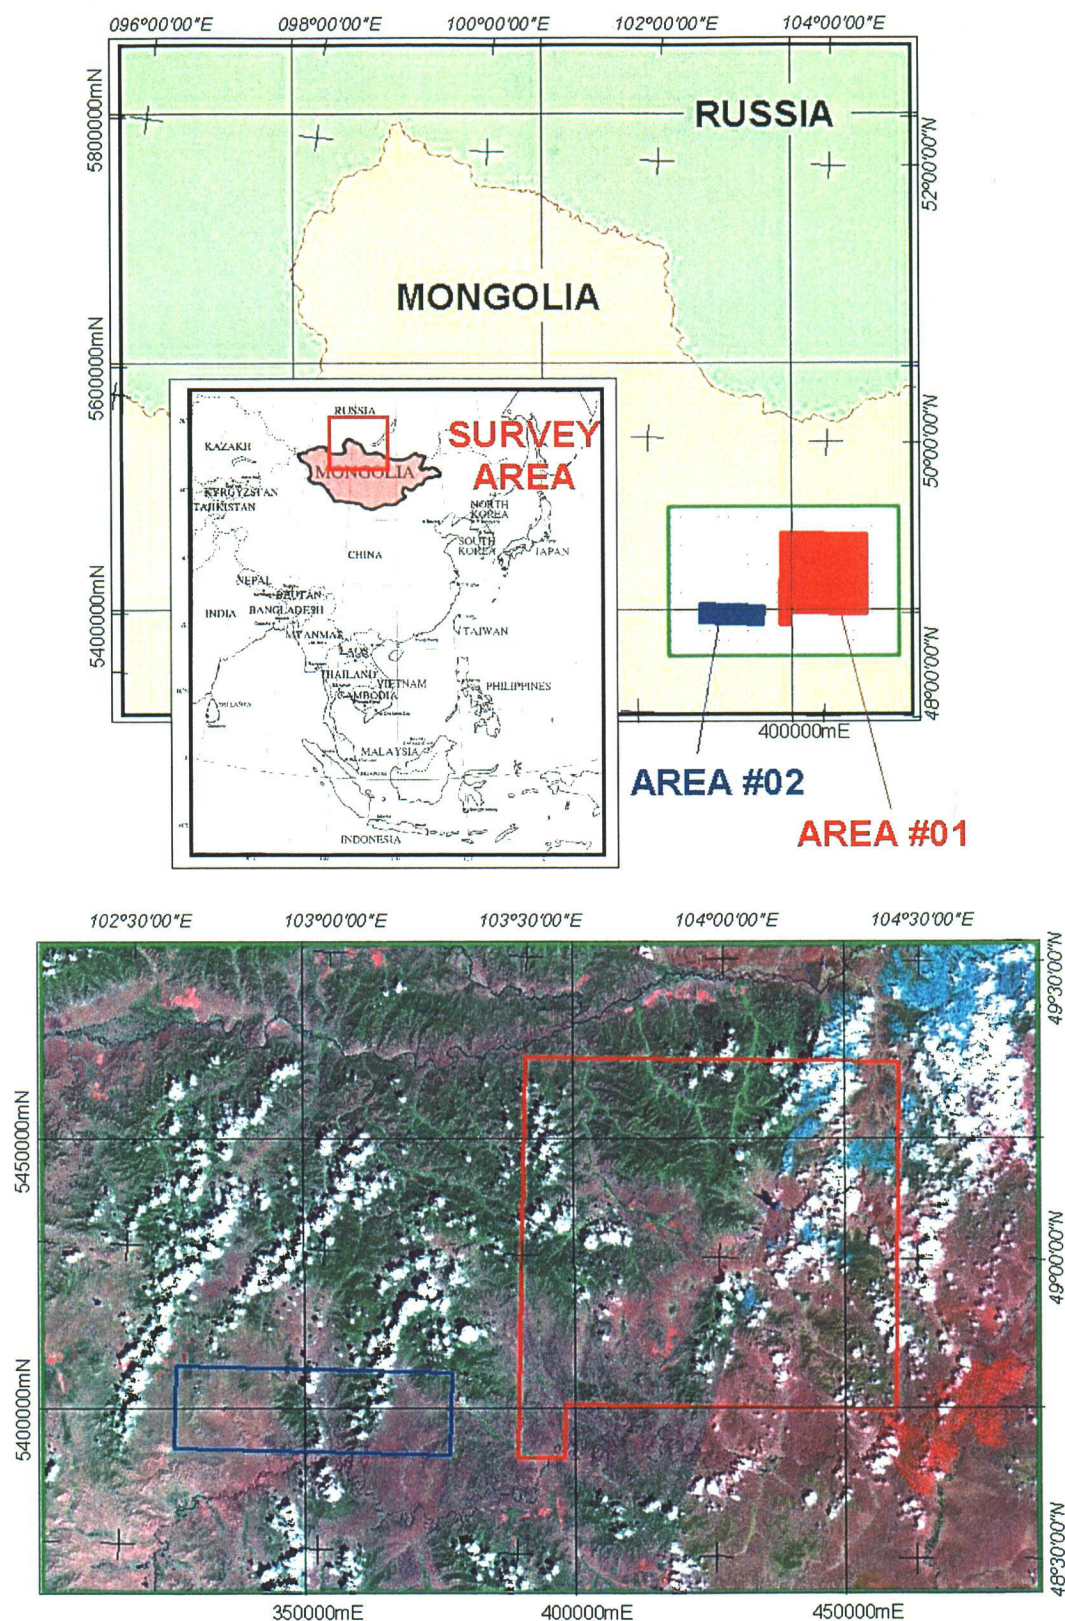 096°00'00"E 098°00'00"E 100°00'00"E 102°00'00"E 104°00'00"E
5800000mN
RUSSIA
52°00'00"N
MONGOLIA
5600000mN
50°00'00"N
RUSSIA
SURVEY
AREA
KAZAKH
MONGOLIA
KYRGYZSTAN
TAJIKISTAN
NORTH
KOREA
SOUTH
KOREA
JAPAN
CHINA
NEPAL
BHUTAN
INDIA
BANGLADESH
MYANMAR
TAIWAN
LAOS
THAILAND
VIETNAM
CAMBODIA
PHILIPPINES
SRI LANKA
MALAYSIA
INDONESIA
5400000mN
48°00'00"N
400000mE
AREA #02
AREA #01
102°30'00"E 103°00'00"E 103°30'00"E 104°00'00"E 104°30'00"E
49°30'00"N
5450000mN
49°00'00"N
5400000mN
48°30'00"N
350000mE 400000mE 450000mE